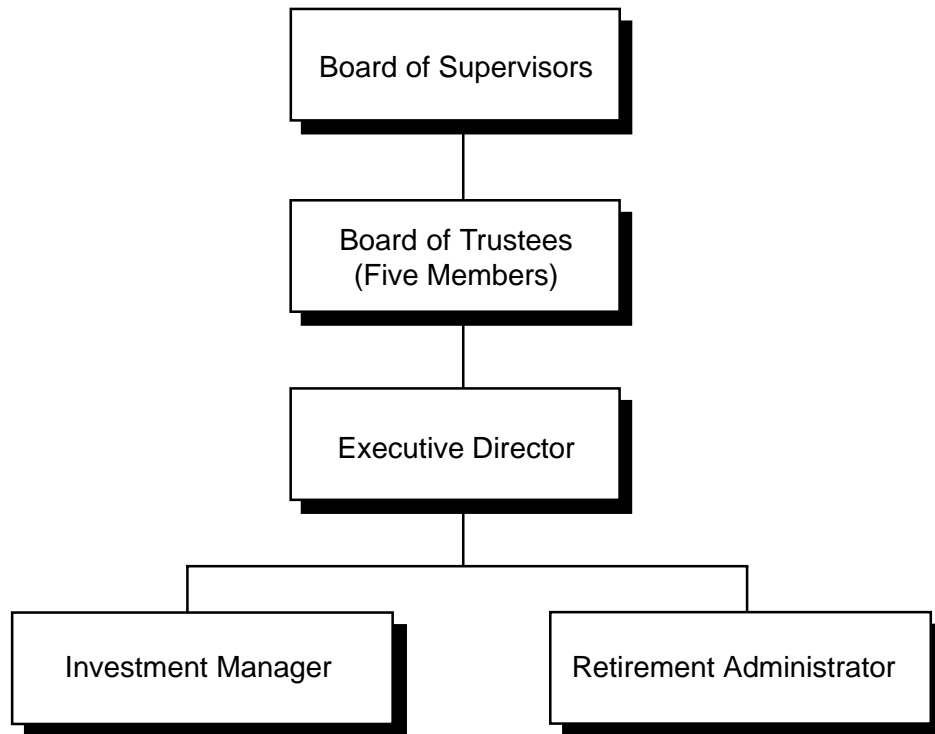 Board of Supervisors
Board of Trustees
(Five Members)
Executive Director
Investment Manager
Retirement Administrator